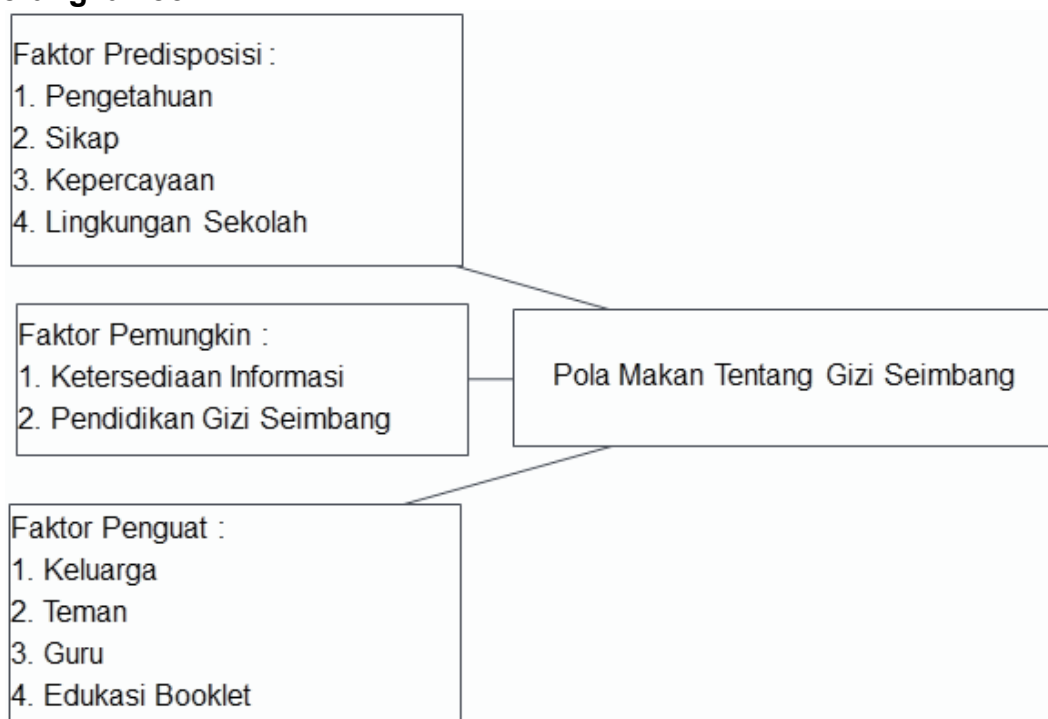 Faktor Predisposisi :
1. Pengetahuan
2. Sikap
3. Kepercayaan
4. Lingkungan Sekolah
Faktor Pemungkin :
1. Ketersediaan Informasi
2. Pendidikan Gizi Seimbang
Pola Makan Tentang Gizi Seimbang
Faktor Penguat :
1. Keluarga
2. Teman
3. Guru
4. Edukasi Booklet